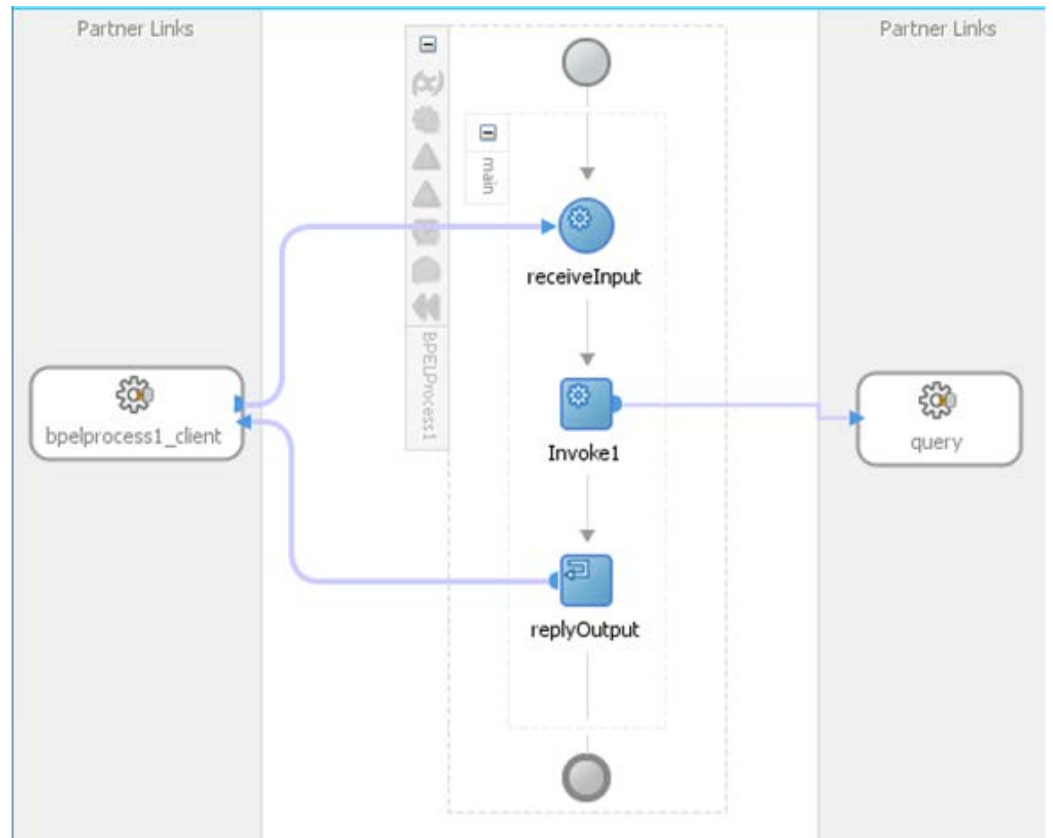 Partner Links
Partner Links
main
receiveInput
BPELProcess1
bpelprocess1_client
Invoke1
query
replyOutput